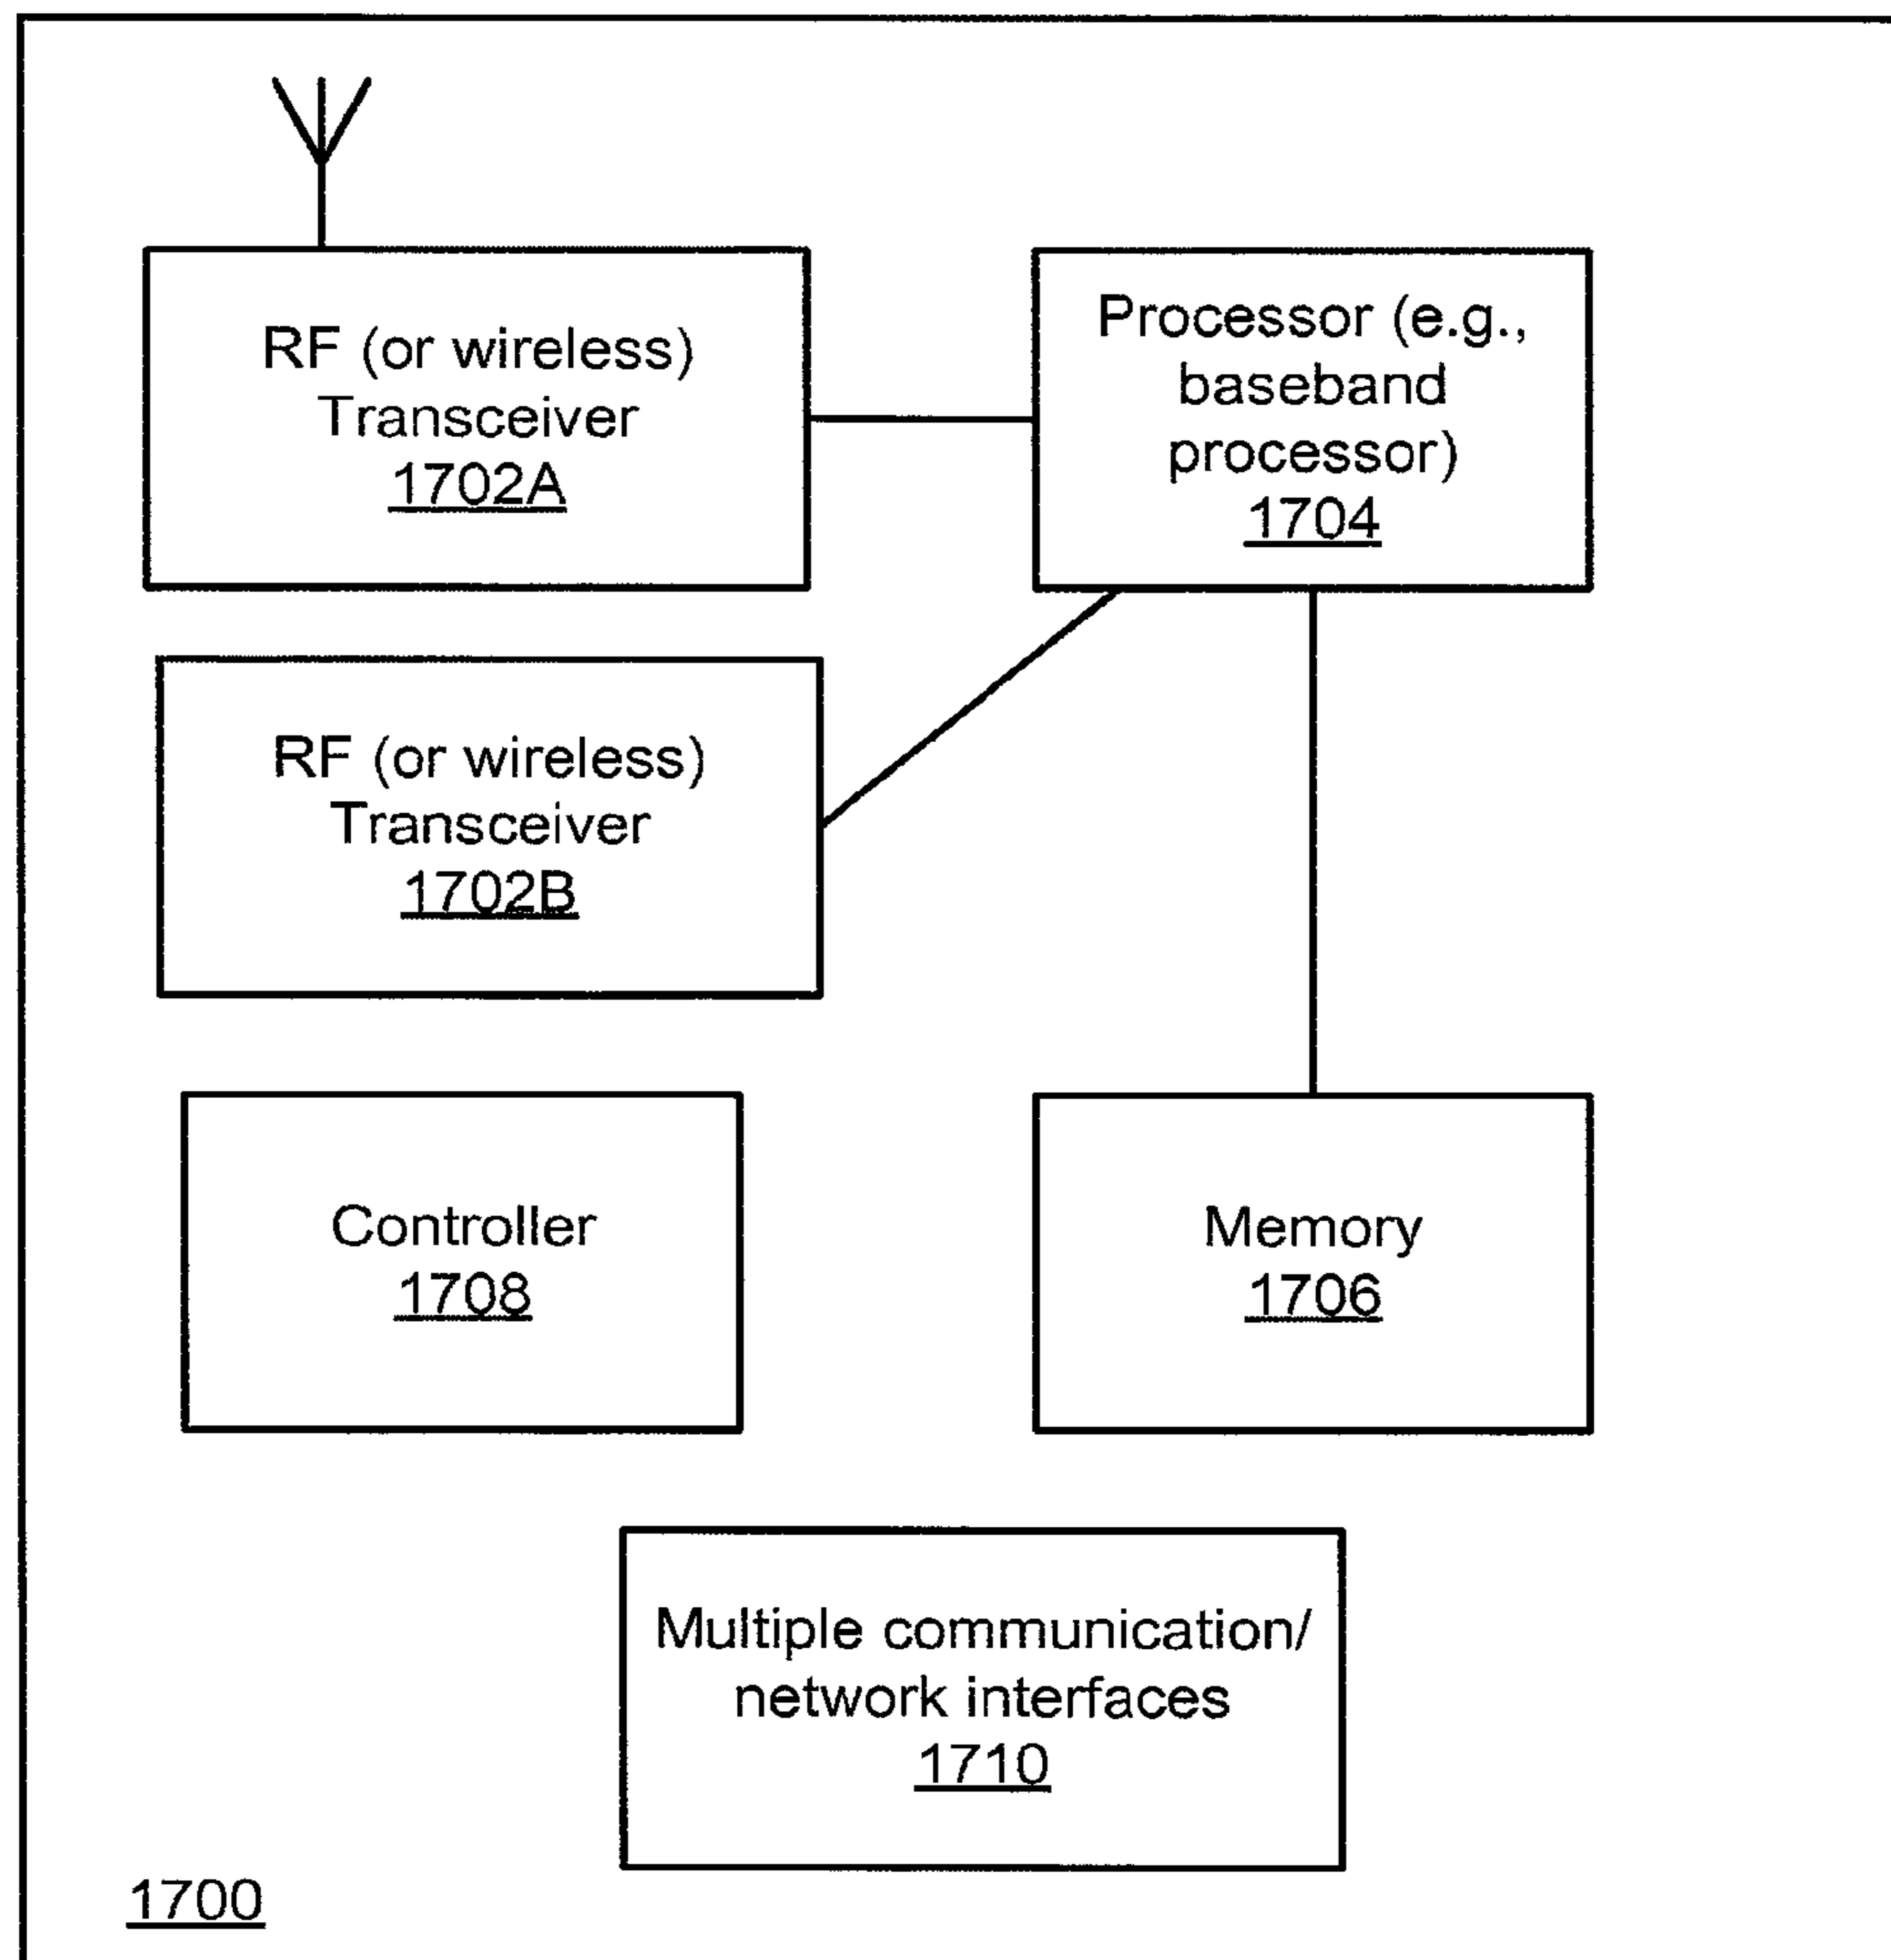 RF (or wireless)
Transceiver
1702A
Processor (e.g.,
baseband
processor)
1704
RF (or wireless)
Transceiver
1702B
Controller
1708
Memory
1706
Multiple communication/
network interfaces
1710
1700